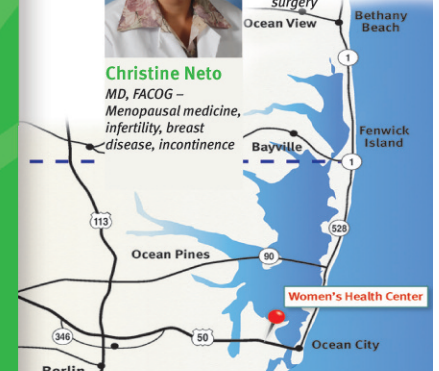 surgery
Ocean View
Bethany
Beach
1
Christine Neto
MD, FACOG –
Menopausal medicine,
infertility, breast
disease, incontinence
Bayville
Fenwick
Island
1
113
528
Ocean Pines
90
Women's Health Center
346
50
Ocean City
Berlin